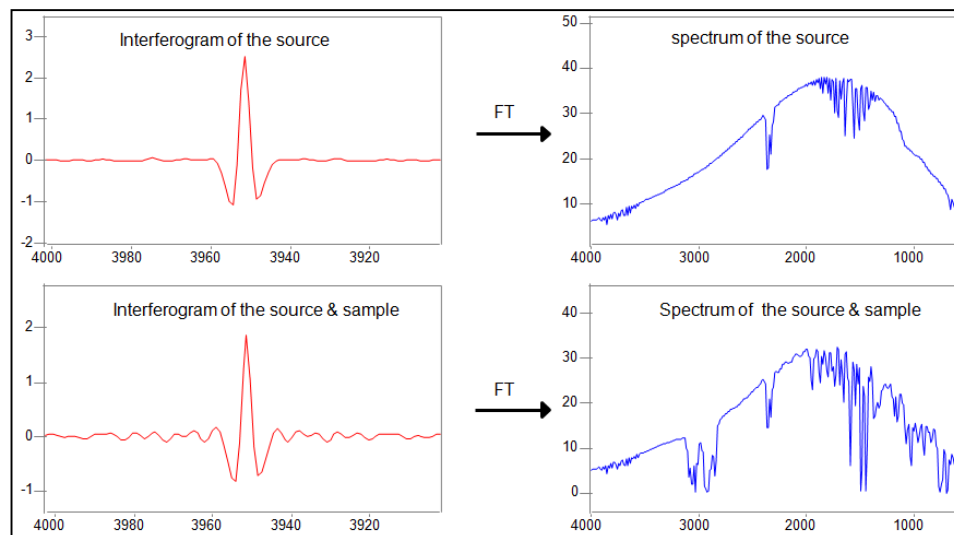 Interferogram of the source
3
2
1
0
-1
-2
4000 3980 3960 3940 3920
FT
spectrum of the source
50
40
30
20
10
4000 3000 2000 1000
Interferogram of the source & sample
2
1
0
-1
4000 3980 3960 3940 3920
FT
Spectrum of the source & sample
40
30
20
10
0
4000 3000 2000 1000